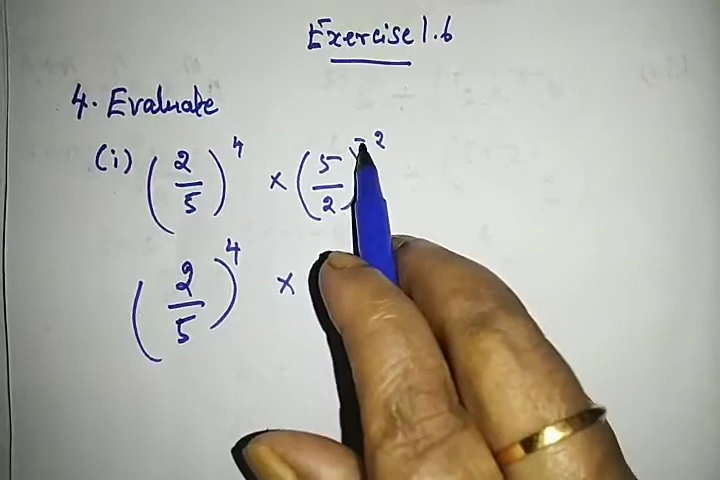 Exercise 1.6
4. Evaluate
(i) (2/5)^4 × (5/2)^-2
(2/5)^4 ×